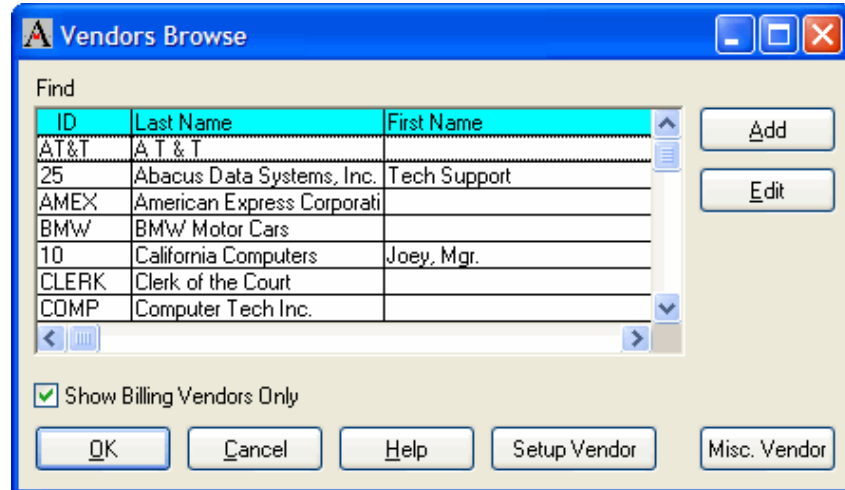 A Vendors Browse
Find
ID Last Name First Name
AT&T A T & T
25 Abacus Data Systems, Inc. Tech Support
AMEX American Express Corporati
BMW BMW Motor Cars
10 California Computers Joey, Mgr.
CLERK Clerk of the Court
COMP Computer Tech Inc.
Add
Edit
Show Billing Vendors Only
OK Cancel Help Setup Vendor Misc. Vendor